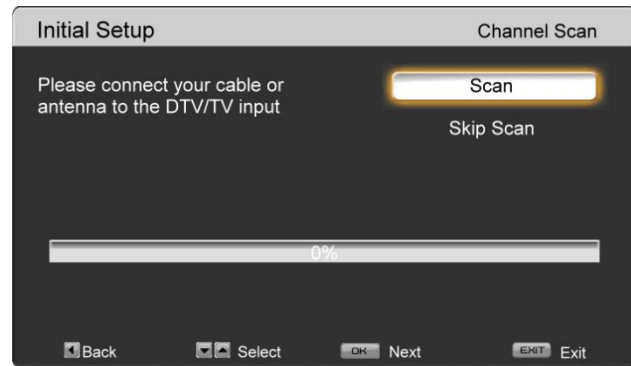 Initial Setup
Channel Scan
Please connect your cable or
antenna to the DTV/TV input
Scan
Skip Scan
0%
Back
Select
OK Next
EXIT Exit